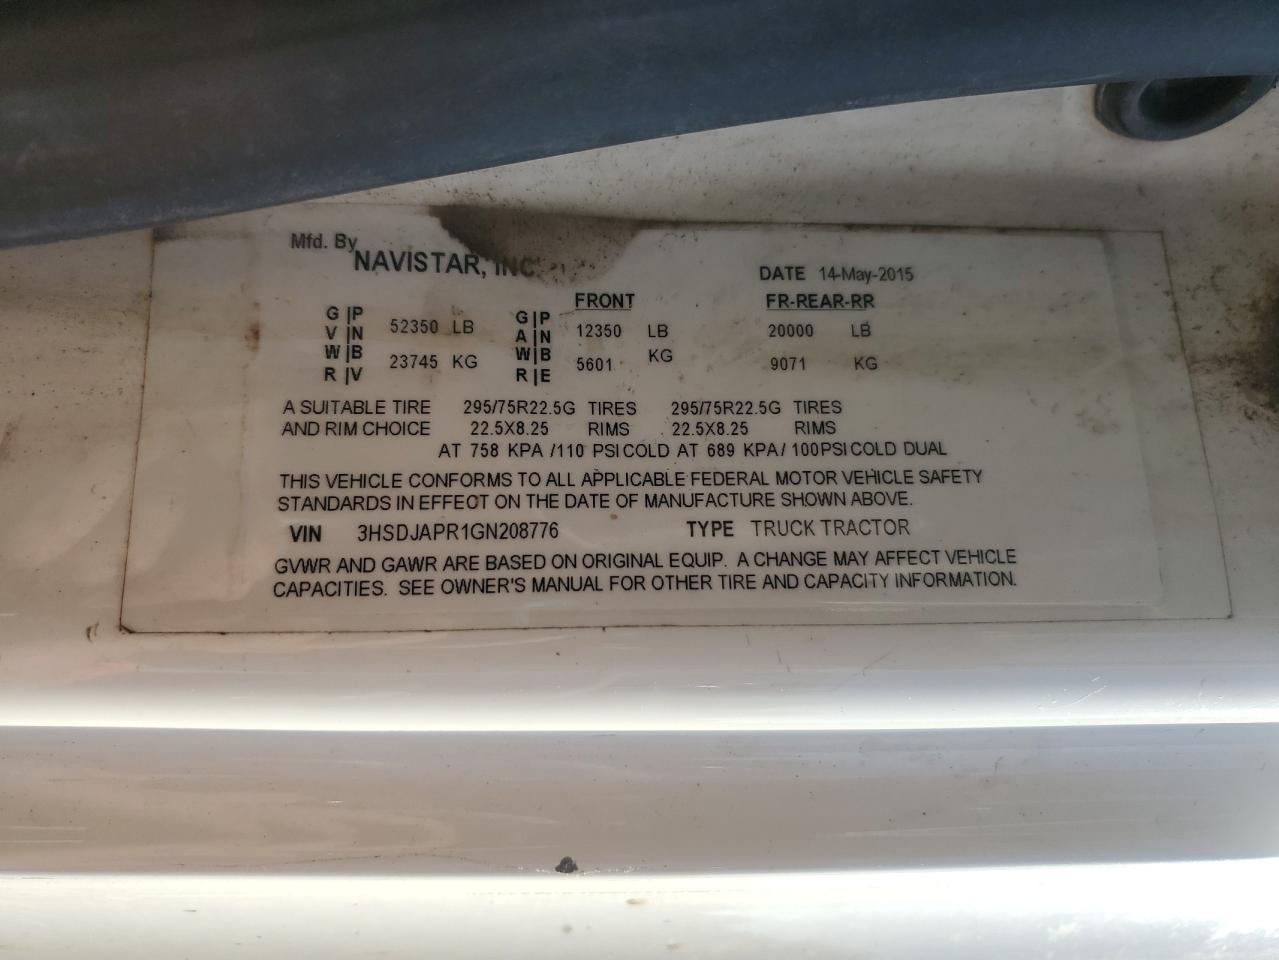 Mfd. By
NAVISTAR, INC.
DATE 14-May-2015
FRONT FR-REAR-RR
G|P 52350 LB G|P 12350 LB 20000 LB
V|N A|N
W|B 23745 KG W|B 5601 KG 9071 KG
R|V R|E
A SUITABLE TIRE 295/75R22.5G TIRES 295/75R22.5G TIRES
AND RIM CHOICE 22.5X8.25 RIMS 22.5X8.25 RIMS
AT 758 KPA /110 PSI COLD AT 689 KPA/ 100PSI COLD DUAL
THIS VEHICLE CONFORMS TO ALL APPLICABLE FEDERAL MOTOR VEHICLE SAFETY
STANDARDS IN EFFECT ON THE DATE OF MANUFACTURE SHOWN ABOVE.
VIN 3HSDJAPR1GN208776 TYPE TRUCK TRACTOR
GVWR AND GAWR ARE BASED ON ORIGINAL EQUIP. A CHANGE MAY AFFECT VEHICLE
CAPACITIES. SEE OWNER'S MANUAL FOR OTHER TIRE AND CAPACITY INFORMATION.